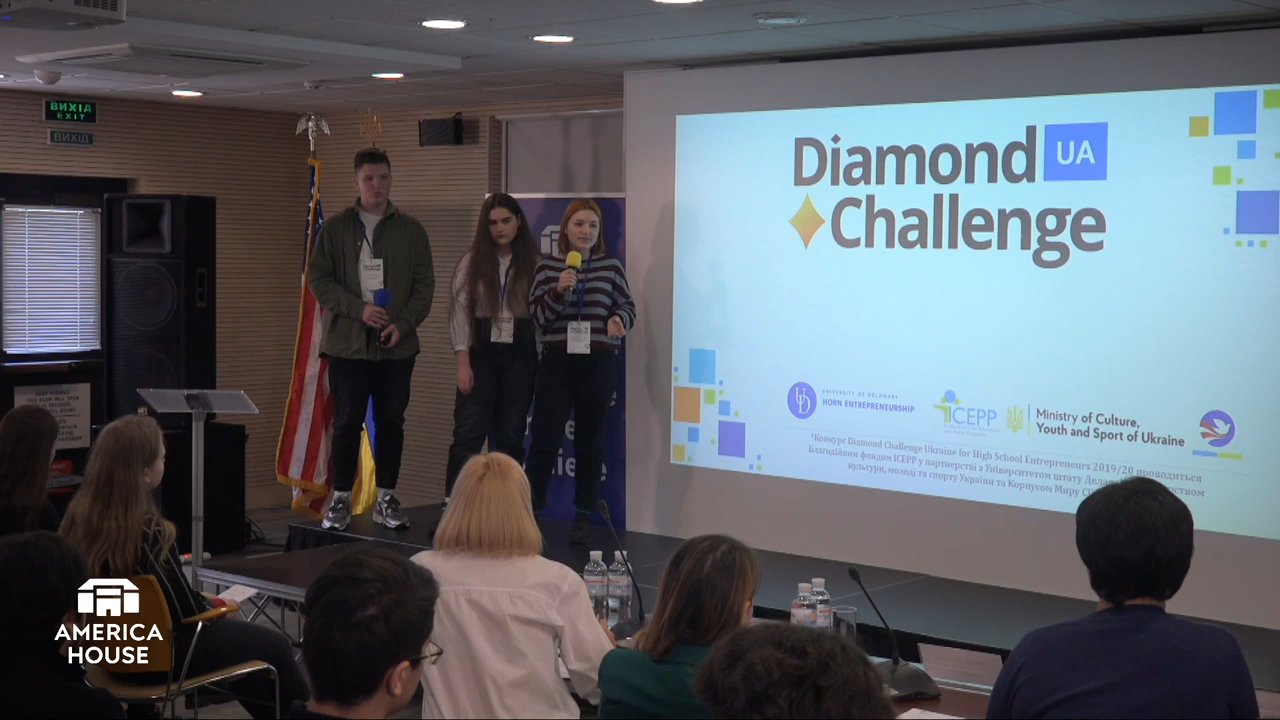 ВИХІД
EXIT
ВИХІД
Diamond UA
Challenge
UNIVERSITY OF DELAWARE
HORN ENTREPRENEURSHIP
ICEPP
Ministry of Culture,
Youth and Sport of Ukraine
*Конкурс Diamond Challenge Ukraine for High School Entrepreneurs 2019/20 проводиться
Благодійним фондом ICEPP у партнерстві з Університетом штату
культури, молоді та спорту України та Корпусом Миру
Challenge
AMERICA
HOUSE